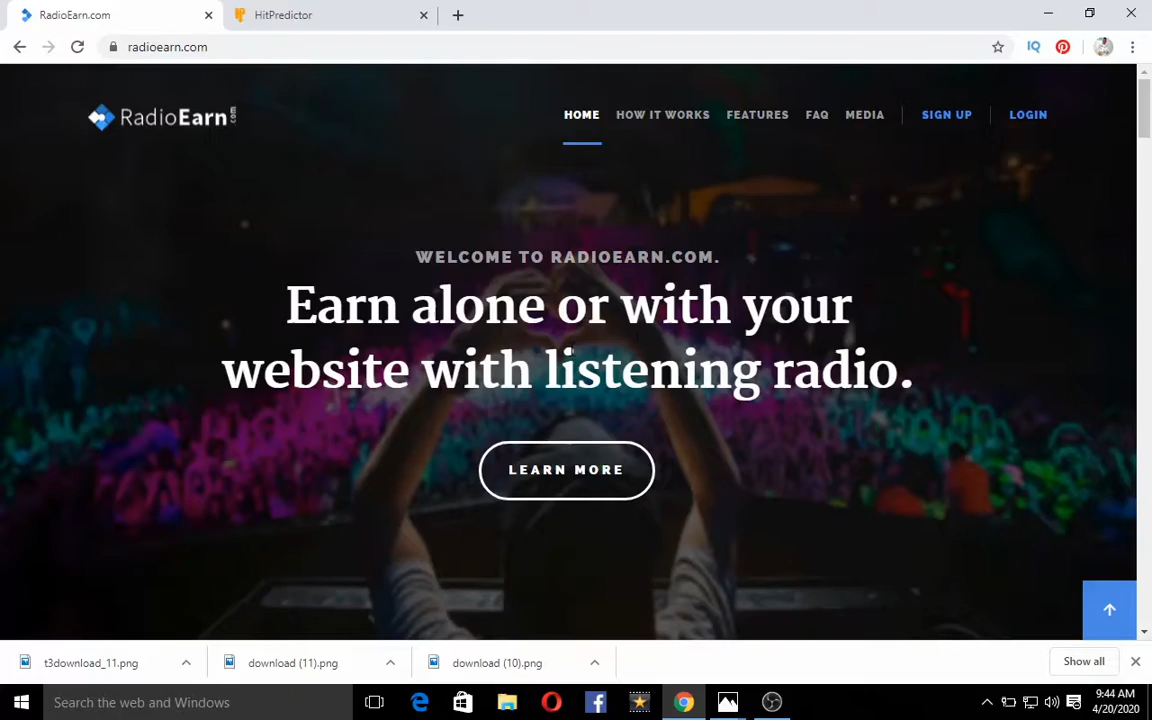 RadioEarn.com
HitPredictor
radioearn.com
IQ
RadioEarn.com
HOME
HOW IT WORKS
FEATURES
FAQ
MEDIA
SIGN UP
LOGIN
WELCOME TO RADIOEARN.COM.
Earn alone or with your
website with listening radio.
LEARN MORE
t3download_11.png
download (11).png
download (10).png
Show all
Search the web and Windows
9:44 AM
4/20/2020